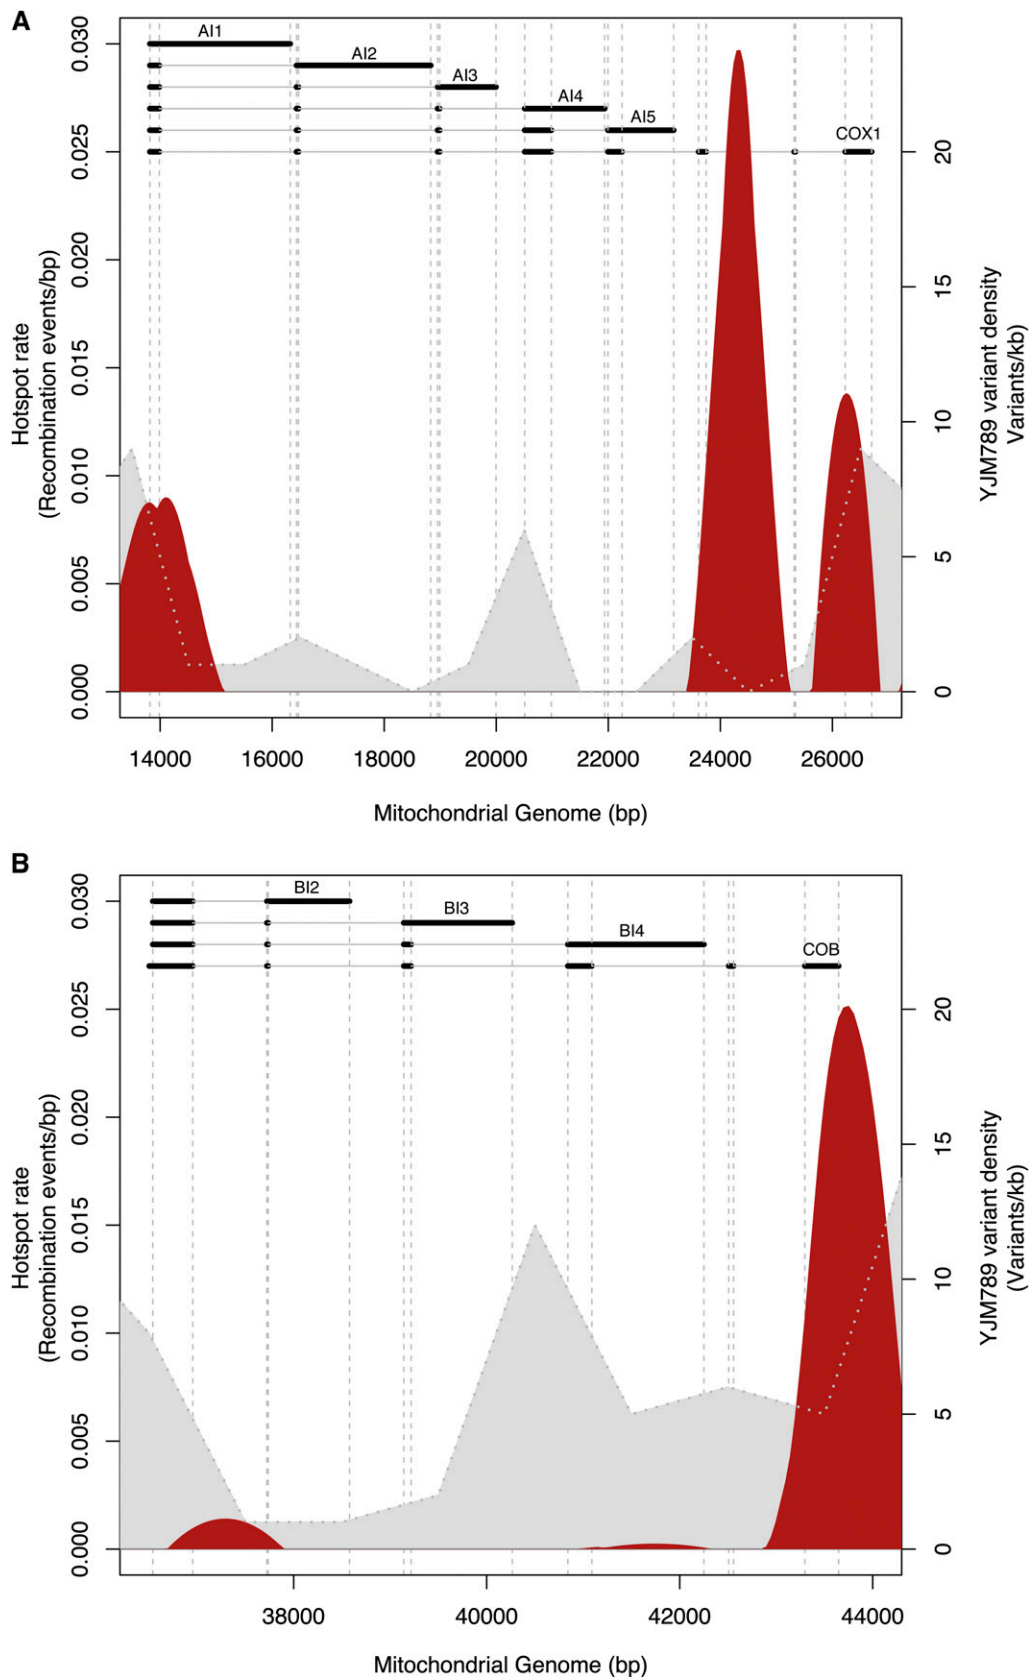 A
AI1
AI2
AI3
AI4
AI5
COX1
0.030
0.025
0.020
0.015
0.010
0.005
0.000
Hotspot rate
(Recombination events/bp)
20
15
10
5
0
YJM789 variant density
Variants/kb)
14000 16000 18000 20000 22000 24000 26000
Mitochondrial Genome (bp)
B
BI2
BI3
BI4
COB
0.030
0.025
0.020
0.015
0.010
0.005
0.000
Hotspot rate
(Recombination events/bp)
20
15
10
5
0
YJM789 variant density
(Variants/kb)
38000 40000 42000 44000
Mitochondrial Genome (bp)